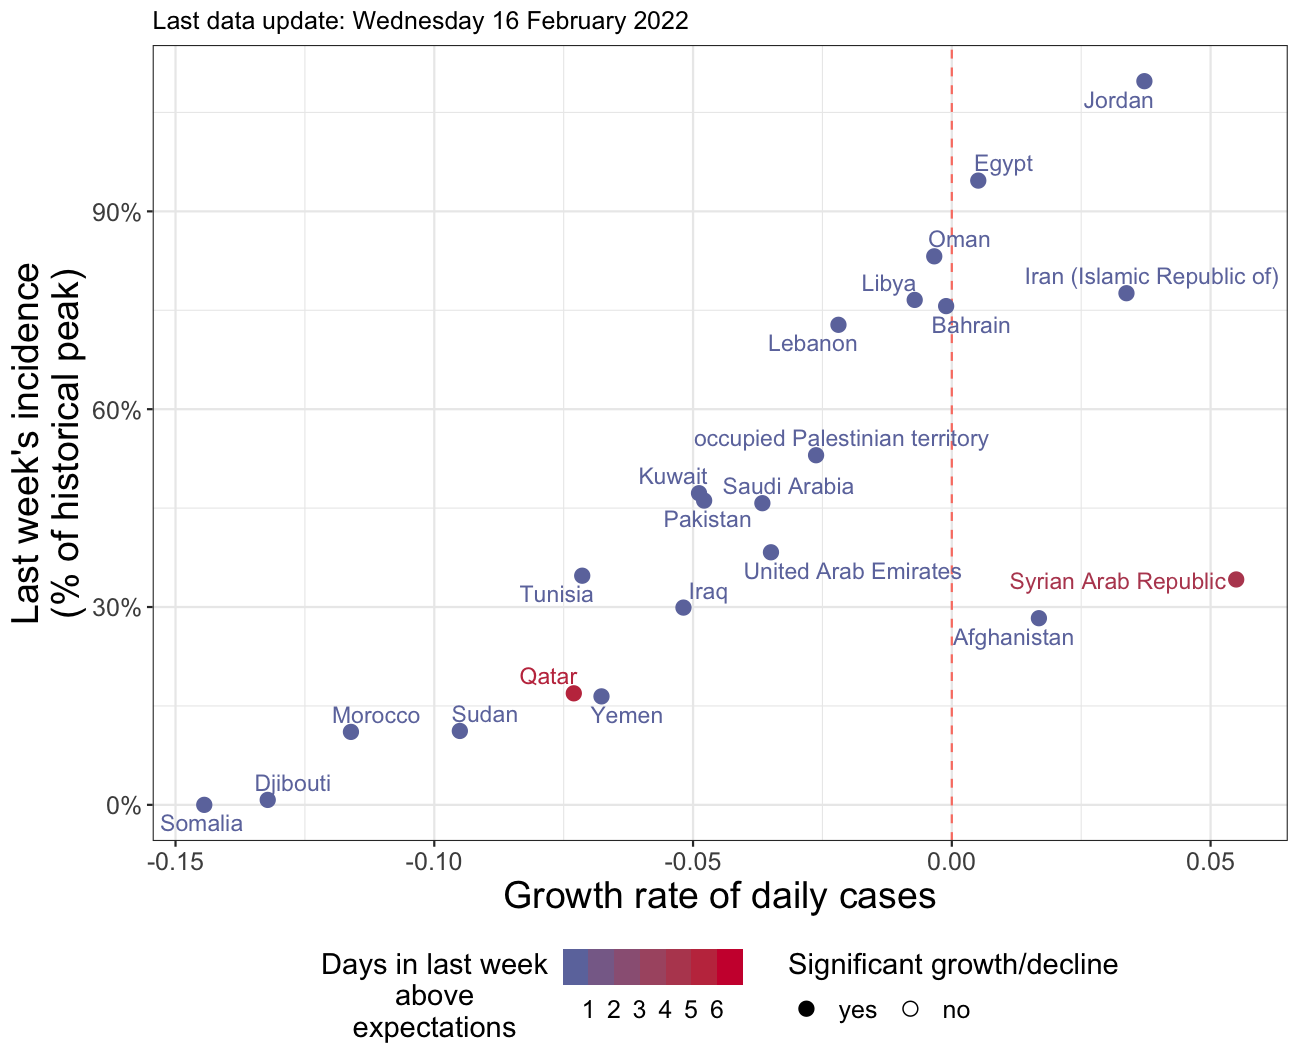 Last data update: Wednesday 16 February 2022
Jordan
Egypt
90%
Oman
Iran (Islamic Republic of)
Libya
Bahrain
Lebanon
Last week's incidence
(% of historical peak)
60%
occupied Palestinian territory
Kuwait
Saudi Arabia
Pakistan
United Arab Emirates
Syrian Arab Republic
Tunisia
Iraq
30%
Afghanistan
Qatar
Morocco
Sudan
Yemen
Djibouti
0%
Somalia
-0.15 -0.10 -0.05 0.00 0.05
Growth rate of daily cases
Days in last week
above
expectations
1 2 3 4 5 6
Significant growth/decline
yes no